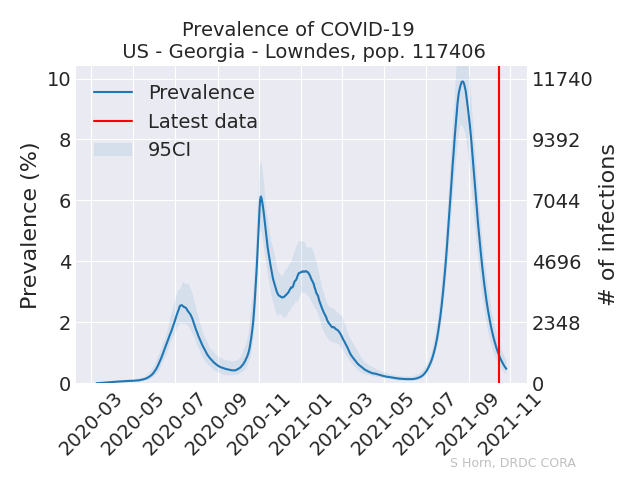 Prevalence of COVID-19
US - Georgia - Lowndes, pop. 117406
Prevalence
Latest data
95CI
Prevalence (%)
10
8
6
4
2
0
11740
9392
7044
4696
2348
0
# of infections
2020-03
2020-05
2020-07
2020-09
2020-11
2021-01
2021-03
2021-05
2021-07
2021-09
2021-11
S Horn, DRDC CORA